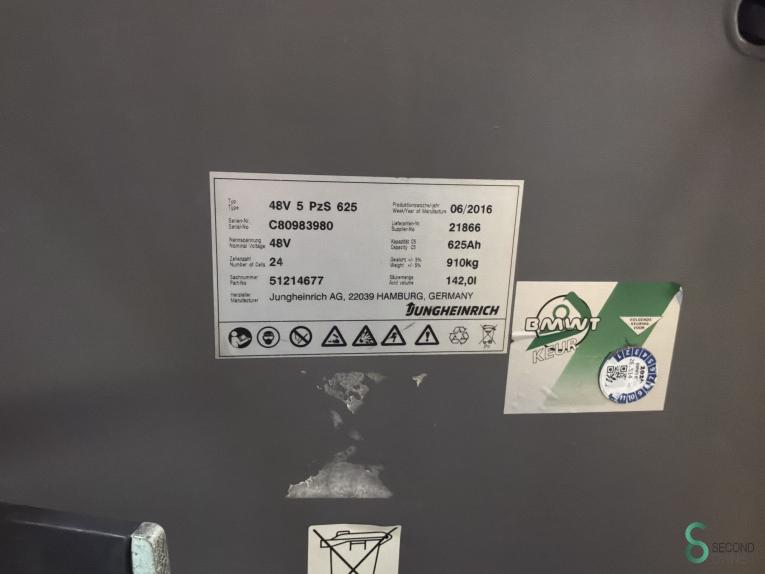 Typ
Type
48V 5 PzS 625
Produktionswoche/jahr
Week/Year of Manufacture
06/2016
Serien-Nr.
Serial-No
C80983980
Lieferanten-Nr.
Supplier-No
21866
Nennspannung
Nominal Voltage
48V
Kapazität C5
Capacity C5
625Ah
Zellenzahl
Number of Cells
24
Gewicht +/- 5%
Weight +/- 5%
910kg
Sachnummer
Part-No
51214677
Säuremenge
Acid volume
142,0l
Hersteller
Manufacturer
Jungheinrich AG, 22039 HAMBURG, GERMANY
JUNGHEINRICH
Pb
BMWT
KEUR
VOLGENDE
KEURING
VOOR
SECOND